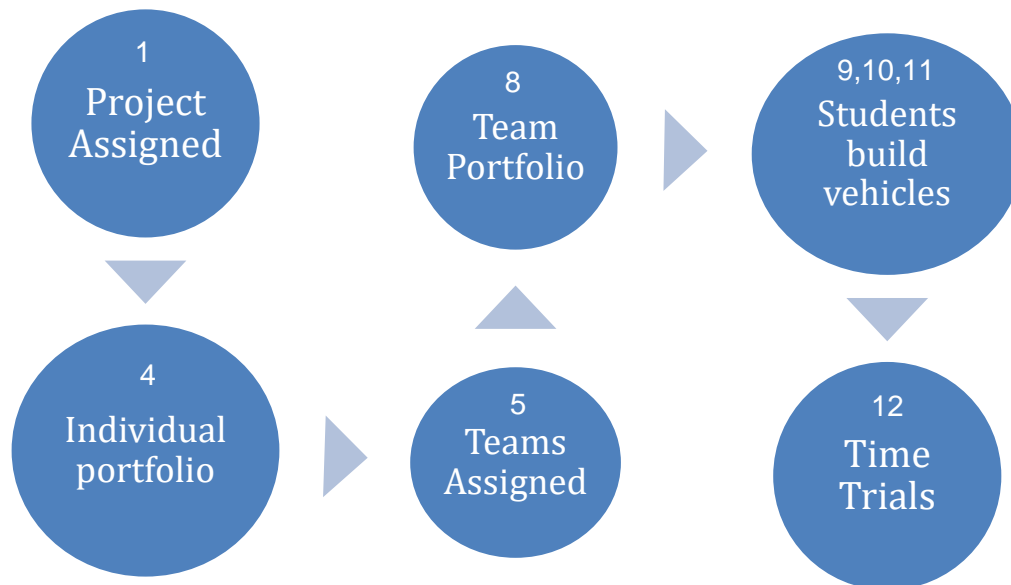 1
Project
Assigned
4
Individual
portfolio
5
Teams
Assigned
8
Team
Portfolio
9,10,11
Students
build
vehicles
12
Time
Trials